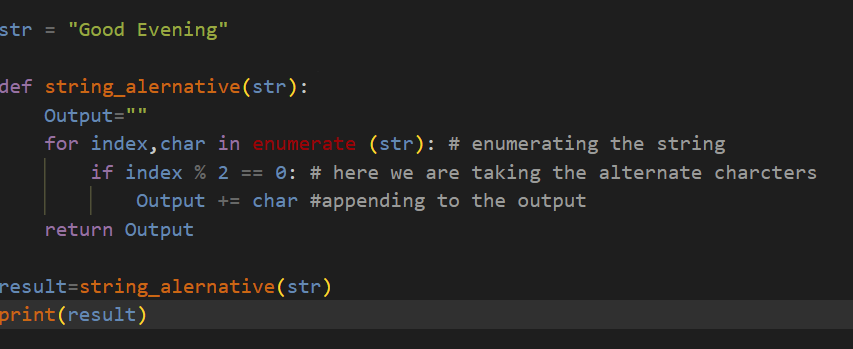 str = "Good Evening"
def string_alernative(str):
    Output=""
    for index,char in enumerate (str): # enumerating the string
        if index % 2 == 0: # here we are taking the alternate charcters
            Output += char #appending to the output
    return Output
result=string_alernative(str)
print(result)